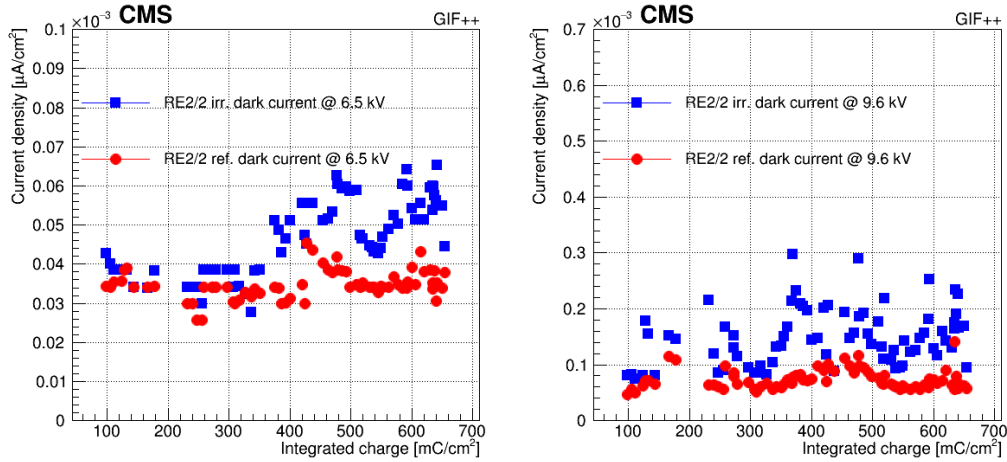 ×10⁻³ CMS GIF++
Current density [μA/cm²]
0.1
0.09
0.08
0.07
0.06
0.05
0.04
0.03
0.02
0.01
0
RE2/2 irr. dark current @ 6.5 kV
RE2/2 ref. dark current @ 6.5 kV
100 200 300 400 500 600 700
Integrated charge [mC/cm²]
×10⁻³ CMS GIF++
Current density [μA/cm²]
0.7
0.6
0.5
0.4
0.3
0.2
0.1
0
RE2/2 irr. dark current @ 9.6 kV
RE2/2 ref. dark current @ 9.6 kV
100 200 300 400 500 600 700
Integrated charge [mC/cm²]